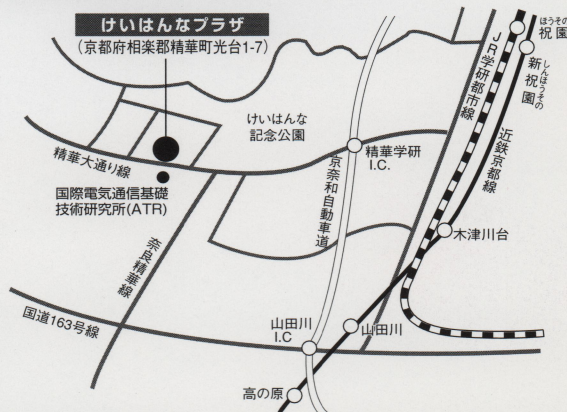 けいはんなプラザ
(京都府相楽郡精華町光台1-7)
けいはんな
記念公園
精華大通り線
国際電気通信基礎
技術研究所(ATR)
奈良精華線
国道163号線
精華学研
I.C.
京奈和自動車道
JR学研都市線
ほうその
祝園
しんほうその
新祝園
近鉄京都線
木津川台
山田川
I.C
山田川
高の原